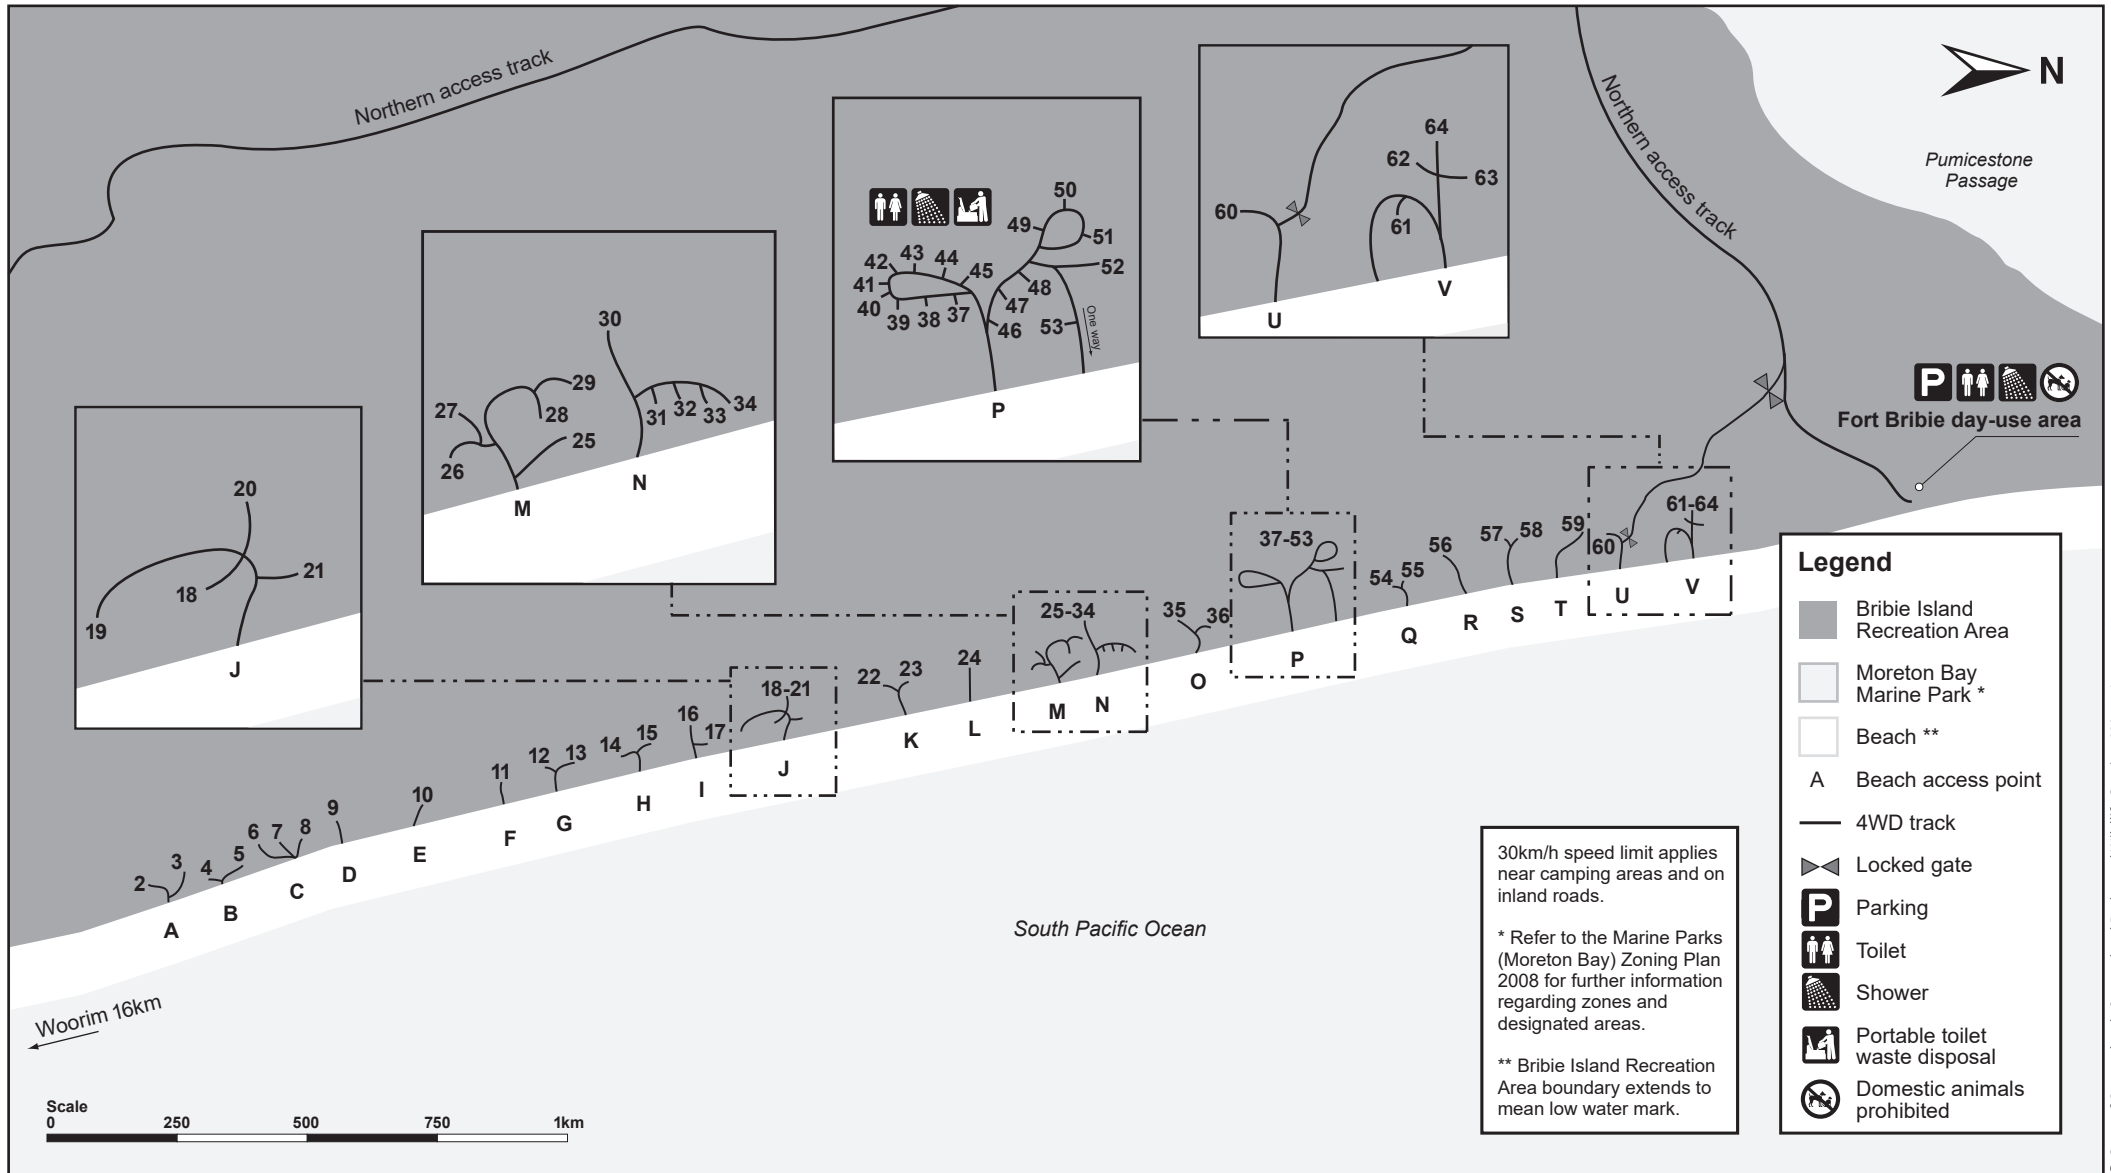 Northern access track
Northern access track
N
Pumicestone
Passage
64
62
63
60
61
U
V
50
49
51
42
43
44
45
52
41
48
40
39
38
37
47
46
53
One way
P
30
29
27
28
31
32
33
34
25
26
N
M
20
18
21
19
J
P
Fort Bribie day-use area
2
3
4
5
6
7
8
9
10
11
12
13
14
15
16
17
18-21
22
23
24
25-34
35
36
37-53
54
55
56
57
58
59
60
61-64
A
B
C
D
E
F
G
H
I
J
K
L
M
N
O
P
Q
R
S
T
U
V
South Pacific Ocean
Woorim 16km
Scale
0
250
500
750
1km
30km/h speed limit applies
near camping areas and on
inland roads.
* Refer to the Marine Parks
(Moreton Bay) Zoning Plan
2008 for further information
regarding zones and
designated areas.
** Bribie Island Recreation
Area boundary extends to
mean low water mark.
Legend
Bribie Island
Recreation Area
Moreton Bay
Marine Park *
Beach **
A Beach access point
4WD track
Locked gate
P Parking
Toilet
Shower
Portable toilet
waste disposal
Domestic animals
prohibited